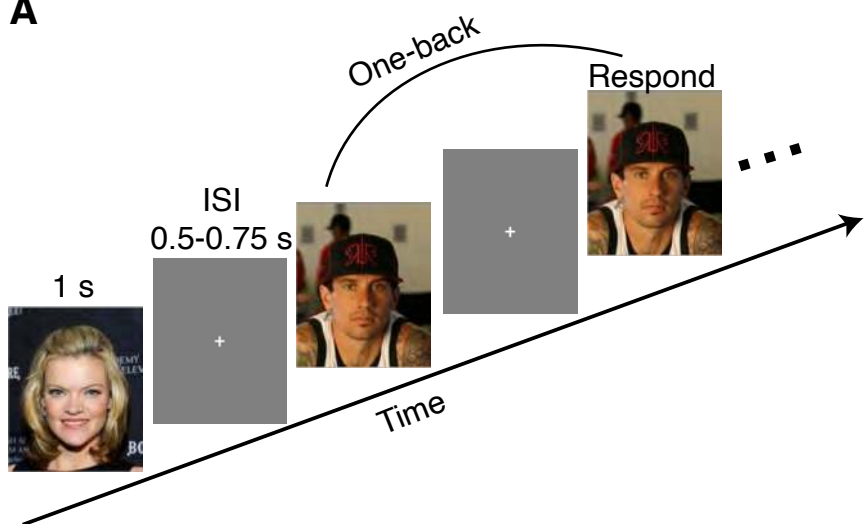 A
One-back
Respond
ISI
0.5-0.75 s
1 s
Time